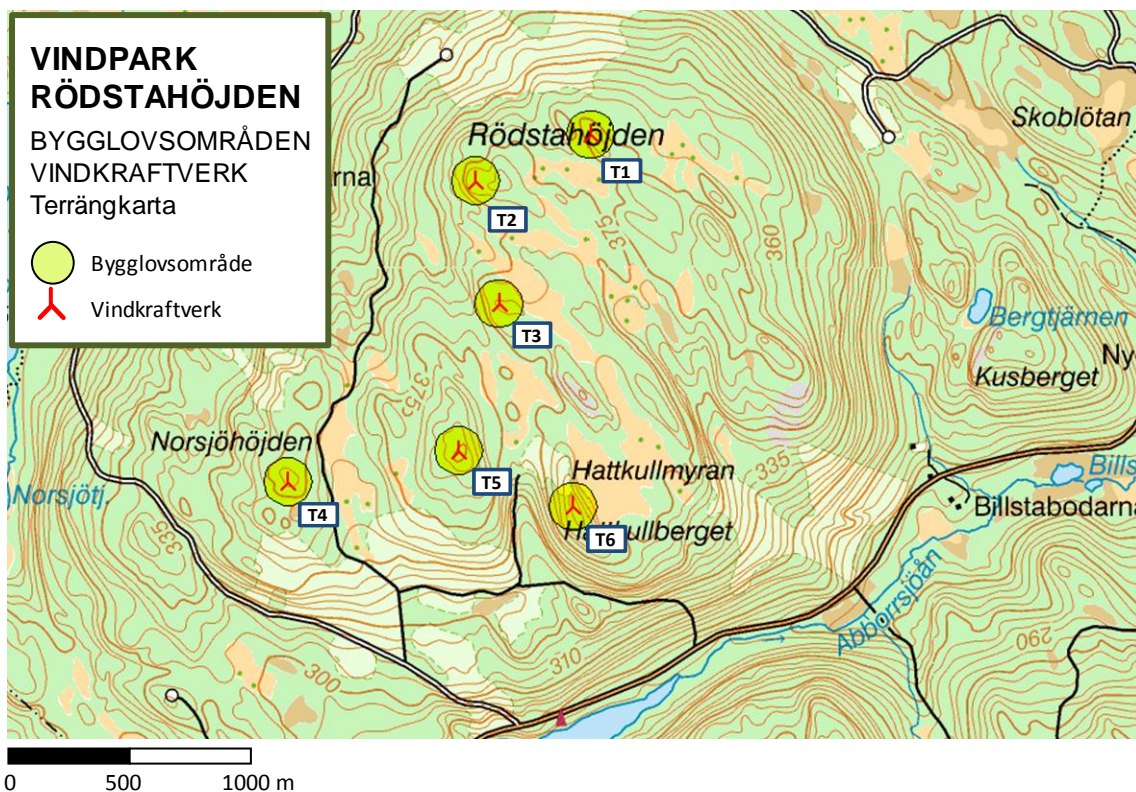 VINDPARK
RÖDSTAHÖJDEN
BYGGLOVSOMRÅDEN
VINDKRAFTVERK
Terrängkarta
Bygglovsområde
Vindkraftverk
Skoblötan
Rödstahöjden
T1
T2
375
360
T3
Bergtjärnen
Kusberget
375
Norsjöhöjden
Hattkullmyran
335
T5
Norsjötj.
T4
Billstabodarna
335
T6
Abborrsjöån
310
290
300
0 500 1000 m